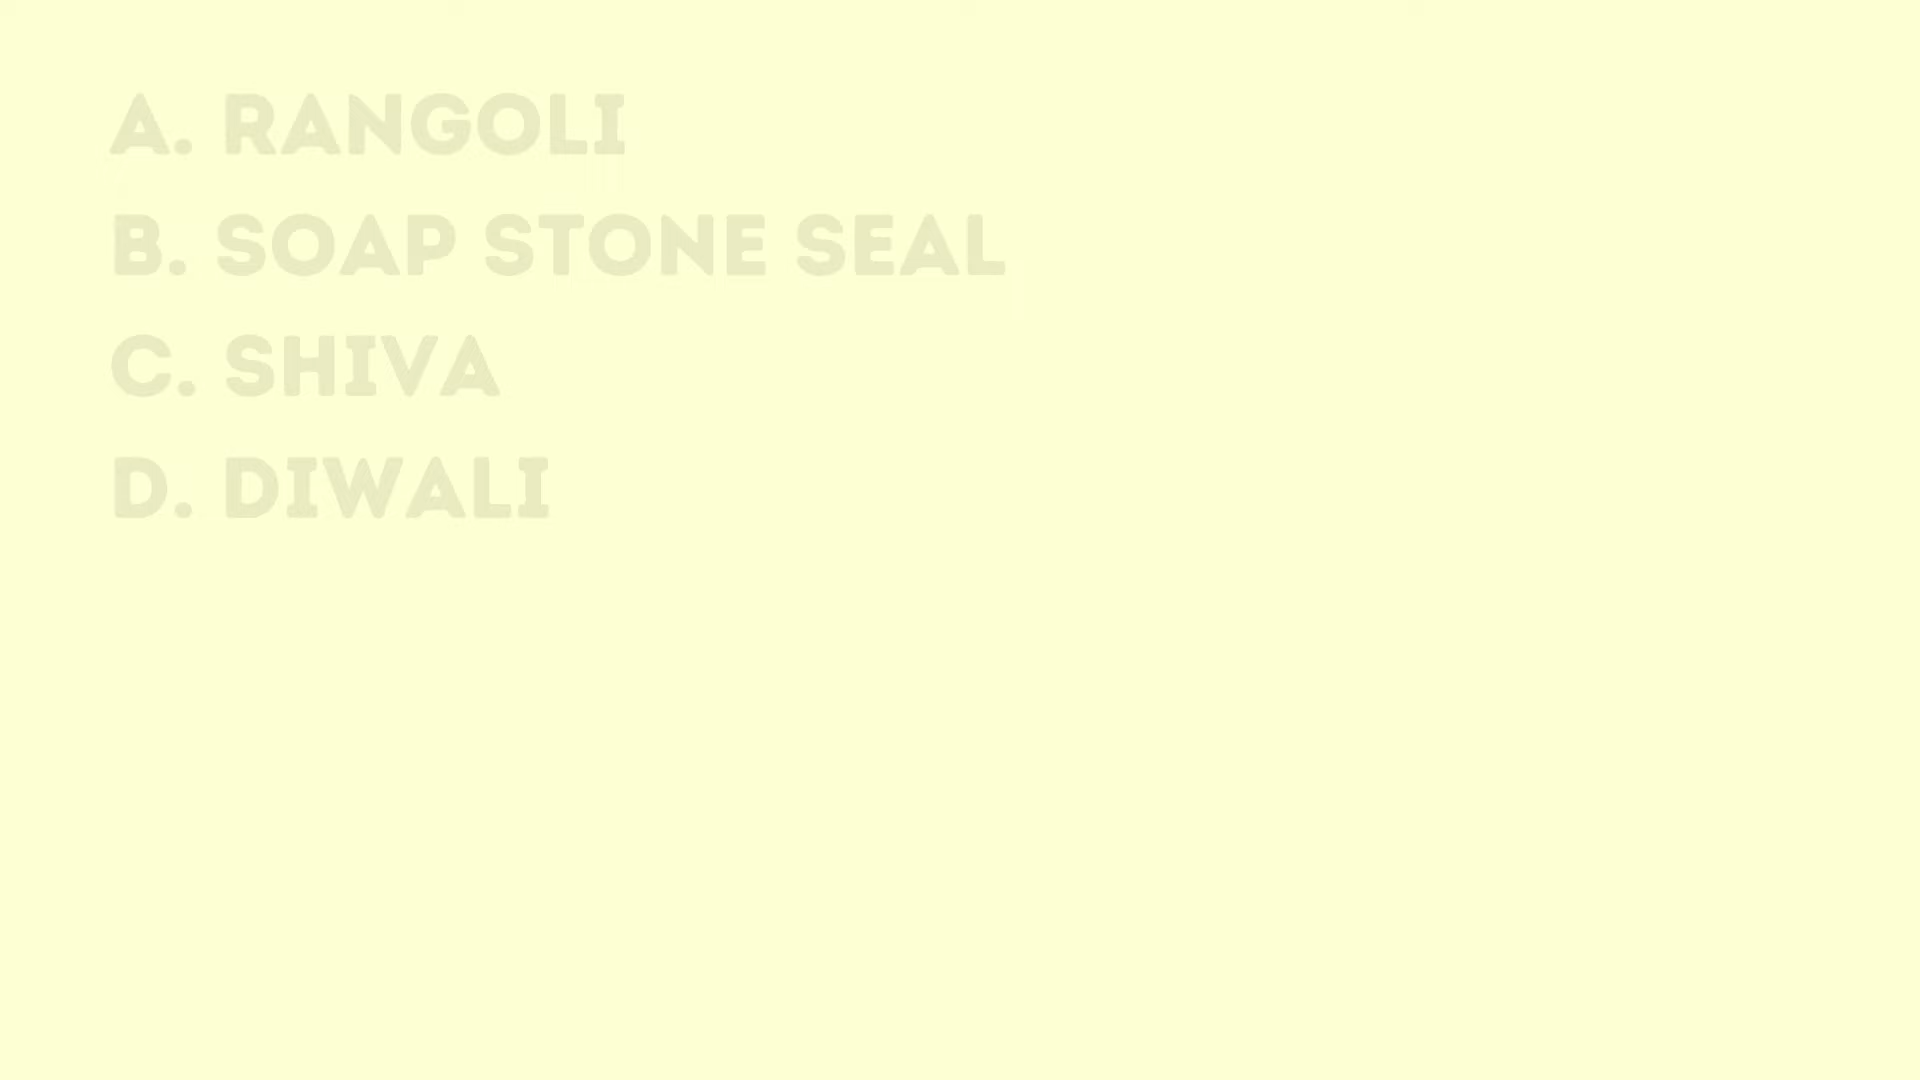 A. RANGOLI
B. SOAP STONE SEAL
C. SHIVA
D. DIWALI